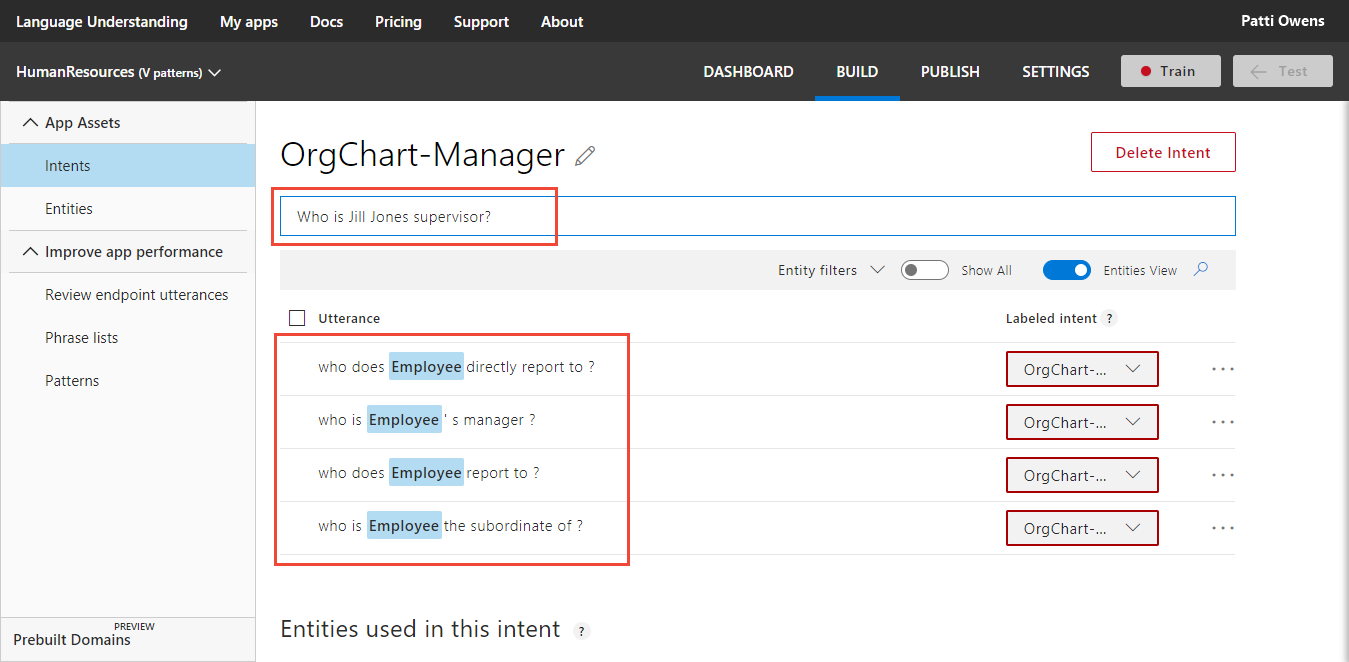 Language Understanding My apps Docs Pricing Support About Patti Owens
HumanResources (V patterns) DASHBOARD BUILD PUBLISH SETTINGS Train Test
App Assets
Intents
Entities
Improve app performance
Review endpoint utterances
Phrase lists
Patterns
PREVIEW
Prebuilt Domains
OrgChart-Manager
Delete Intent
Who is Jill Jones supervisor?
Entity filters Show All Entities View
Utterance Labeled intent ?
who does Employee directly report to ? OrgChart-...
who is Employee ' s manager ? OrgChart-...
who does Employee report to ? OrgChart-...
who is Employee the subordinate of ? OrgChart-...
Entities used in this intent ?